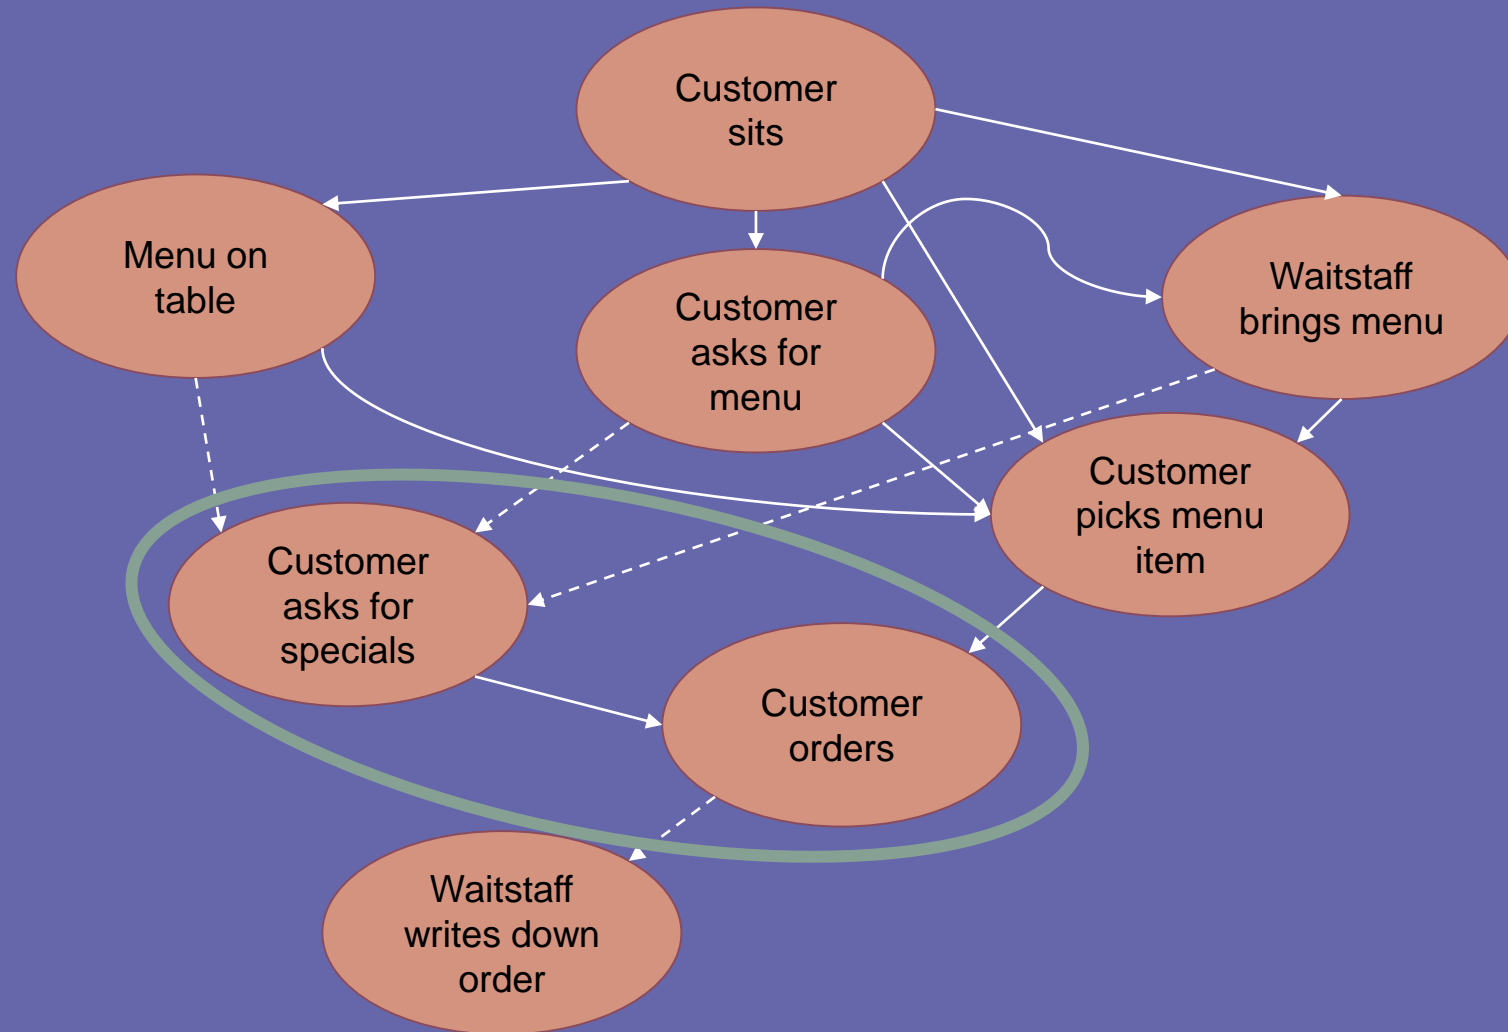 Customer
sits
Menu on
table
Customer
asks for
menu
Waitstaff
brings menu
Customer
picks menu
item
Customer
asks for
specials
Customer
orders
Waitstaff
writes down
order